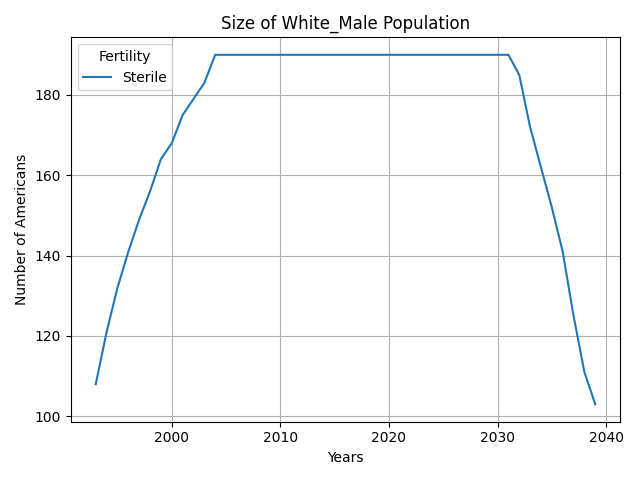 Size of White_Male Population
Fertility
Sterile
Number of Americans
180
160
140
120
100
2000 2010 2020 2030 2040
Years